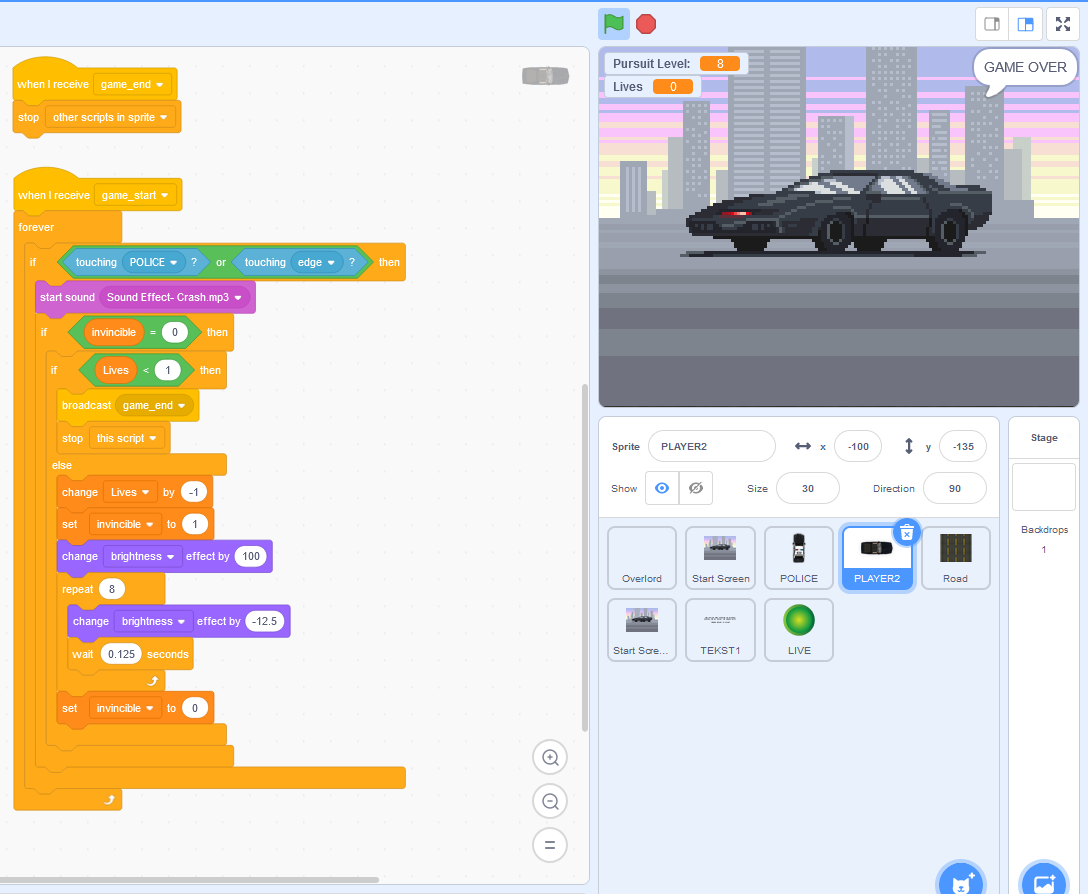 when I receive game_end
stop other scripts in sprite
when I receive game_start
forever
if touching POLICE ? or touching edge ? then
start sound Sound Effect- Crash.mp3
if invincible = 0 then
if Lives < 1 then
broadcast game_end
stop this script
else
change Lives by -1
set invincible to 1
change brightness effect by 100
repeat 8
change brightness effect by -12.5
wait 0.125 seconds
set invincible to 0
Pursuit Level: 8
Lives 0
GAME OVER
Sprite PLAYER2 x -100 y -135
Show Size 30 Direction 90
Overlord Start Screen POLICE PLAYER2 Road
Start Scre... TEKST1 LIVE
Stage
Backdrops
1